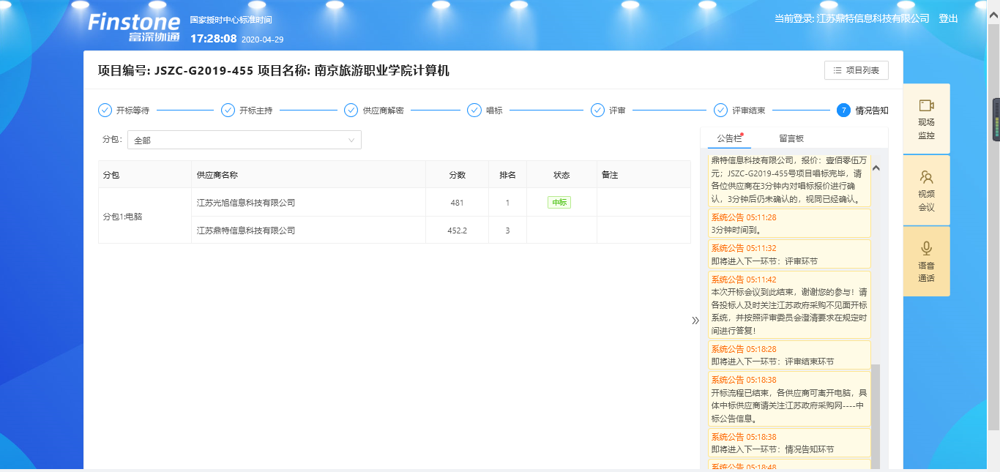 Finstone
富深协通
国家授时中心标准时间
17:28:08 2020-04-29
当前登录: 江苏鼎特信息科技有限公司 登出
项目编号: JSZC-G2019-455 项目名称: 南京旅游职业学院计算机
项目列表
开标等待 开标主持 供应商解密 唱标 评审 评审结束 7 情况告知
分包: 全部
分包 供应商名称 分数 排名 状态 备注
分包1:电脑
江苏光旭信息科技有限公司 481 1 中标
江苏鼎特信息科技有限公司 452.2 3
公告栏 留言板
鼎特信息科技有限公司，报价：壹佰零伍万
元；JSZC-G2019-455号项目唱标完毕，请
各位供应商在3分钟内对唱标报价进行确
认，3分钟后仍未确认的，视同已经确认。
系统公告 05:11:28
3分钟时间到。
系统公告 05:11:32
即将进入下一环节：评审环节
系统公告 05:11:42
本次开标会议到此结束，谢谢您的参与！请
各投标人及时关注江苏政府采购不见面开标
系统，并按照评审委员会澄清要求在规定时
间进行答复！
系统公告 05:18:28
即将进入下一环节：评审结束环节
系统公告 05:18:38
开标流程已结束，各供应商可离开电脑，具
体中标供应商请关注江苏政府采购网----中
标公告信息。
系统公告 05:18:38
即将进入下一环节：情况告知环节
系统公告 05:18:48
现场
监控
视频
会议
语音
通话